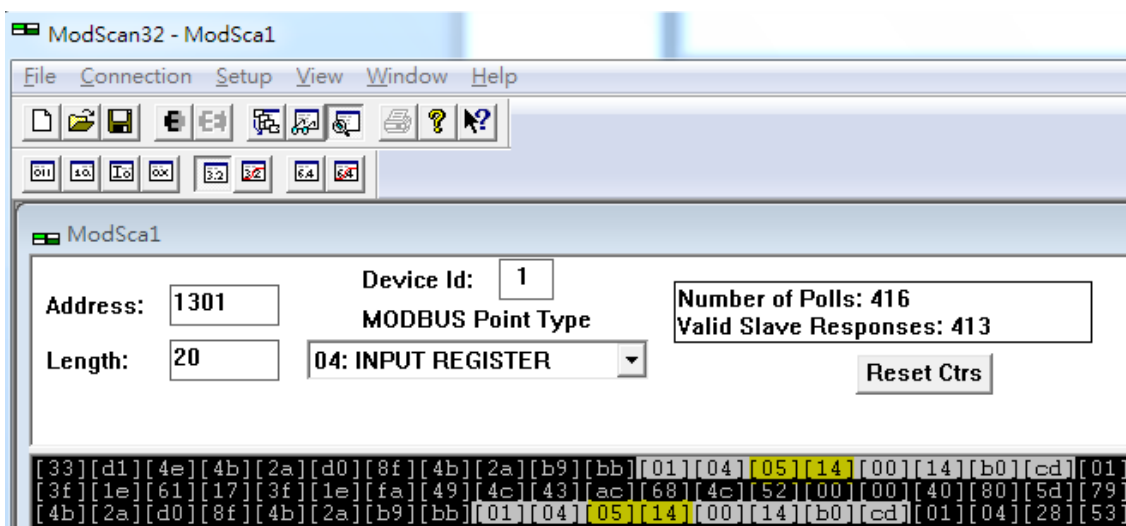 ModScan32 - ModSca1
File Connection Setup View Window Help
ModSca1
Address: 1301
Device Id: 1
MODBUS Point Type
Length: 20
04: INPUT REGISTER
Number of Polls: 416
Valid Slave Responses: 413
Reset Ctrs
[33][d1][4e][4b][2a][d0][8f][4b][2a][b9][bb][01][04][05][14][00][14][b0][cd][01]
[3f][1e][61][17][3f][1e][fa][49][4c][43][ac][68][4c][52][00][00][40][80][5d][79]
[4b][2a][d0][8f][4b][2a][b9][bb][01][04][05][14][00][14][b0][cd][01][04][28][53]